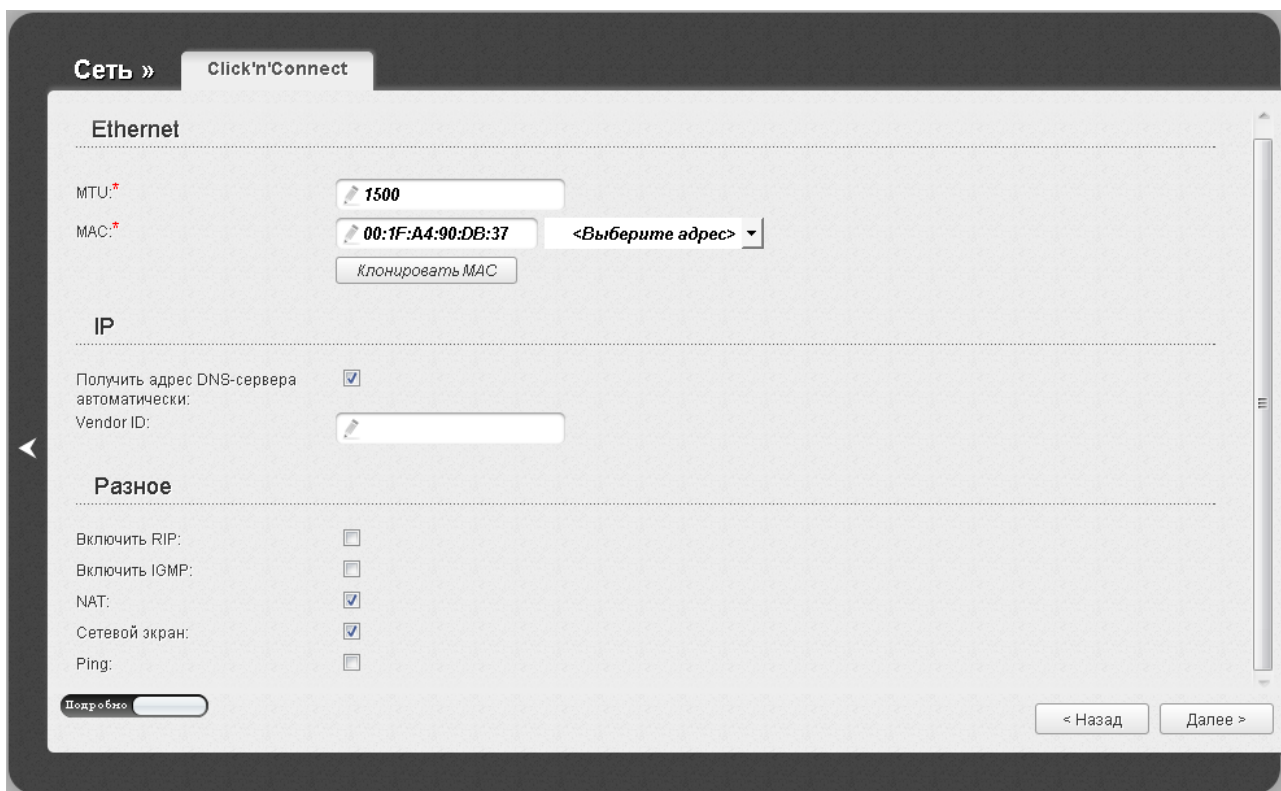 Сеть »
Click'n'Connect
Ethernet
MTU:*
1500
MAC:*
00:1F:A4:90:DB:37
<Выберите адрес>
Клонировать MAC
IP
Получить адрес DNS-сервера
автоматически:
Vendor ID:
Разное
Включить RIP:
Включить IGMP:
NAT:
Сетевой экран:
Ping:
Подробно
< Назад
Далее >